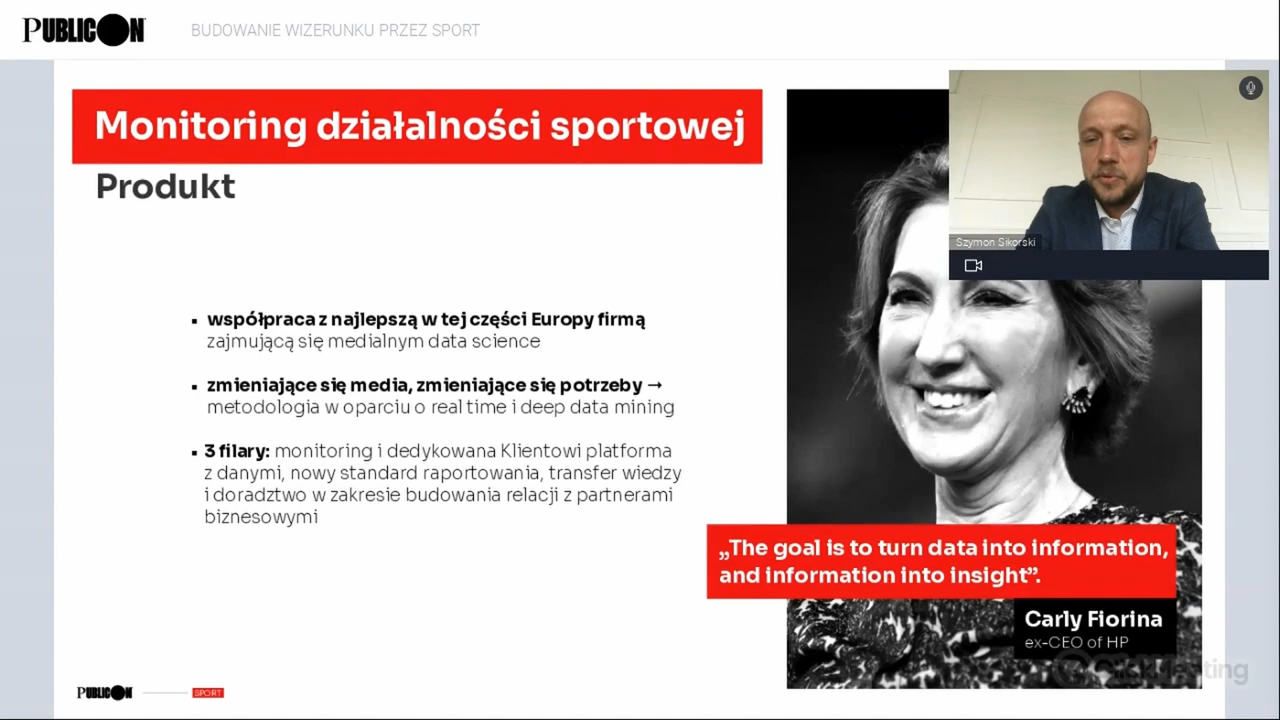 PUBLICON
BUDOWANIE WIZERUNKU PRZEZ SPORT
Monitoring działalności sportowej
Produkt
Szymon Sikorski
▪ współpraca z najlepszą w tej części Europy firmą
zajmującą się medialnym data science
▪ zmieniające się media, zmieniające się potrzeby →
metodologia w oparciu o real time i deep data mining
▪ 3 filary: monitoring i dedykowana Klientowi platforma
z danymi, nowy standard raportowania, transfer wiedzy
i doradztwo w zakresie budowania relacji z partnerami
biznesowymi
„The goal is to turn data into information,
and information into insight”.
Carly Fiorina
ex-CEO of HP
ClickMeeting
PUBLICON
SPORT